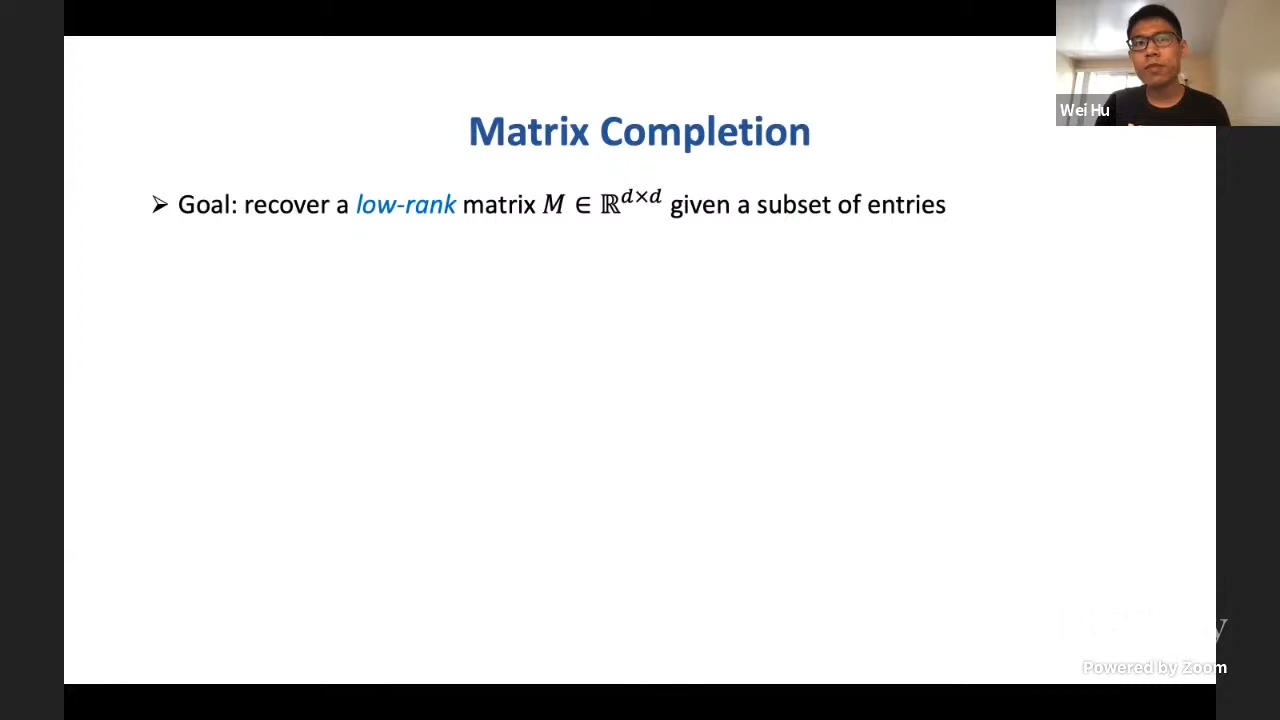 Wei Hu
Matrix Completion
➢ Goal: recover a low-rank matrix M ∈ ℝ^{d×d} given a subset of entries
Powered by Zoom